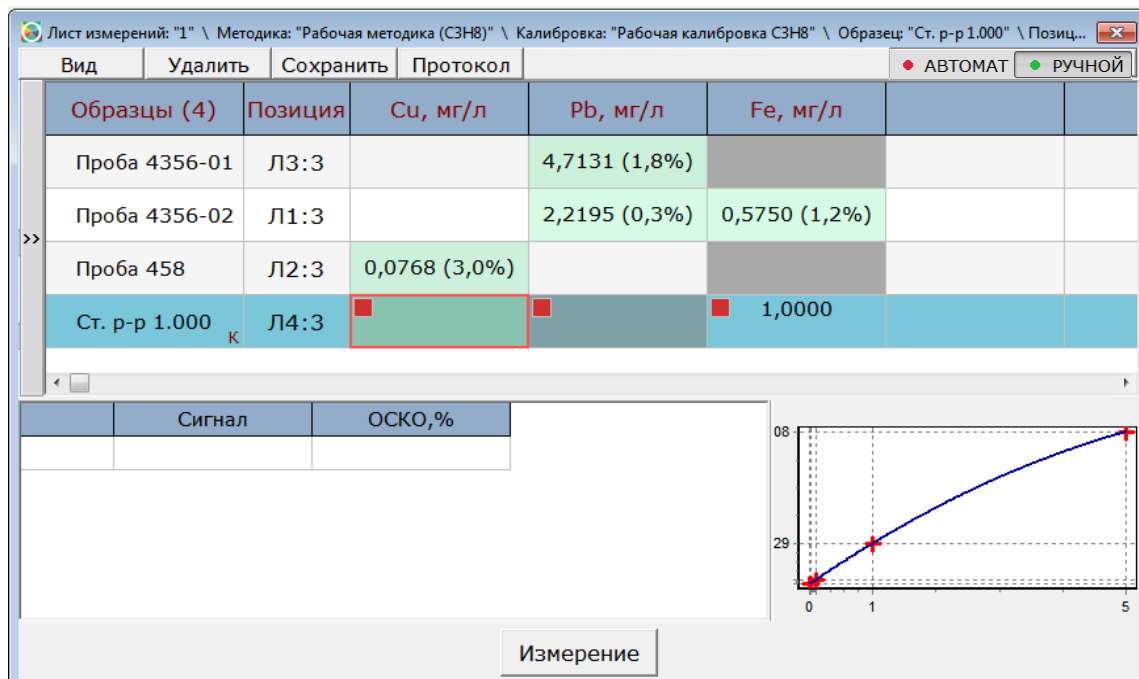 Лист измерений: "1" \ Методика: "Рабочая методика (СЗН8)" \ Калибровка: "Рабочая калибровка СЗН8" \ Образец: "Ст. р-р 1.000" \ Позиц...
Вид Удалить Сохранить Протокол АВТОМАТ РУЧНОЙ
Образцы (4) Позиция Cu, мг/л Pb, мг/л Fe, мг/л
Проба 4356-01 Л3:3 4,7131 (1,8%)
Проба 4356-02 Л1:3 2,2195 (0,3%) 0,5750 (1,2%)
>>
Проба 458 Л2:3 0,0768 (3,0%)
Ст. р-р 1.000 К Л4:3 1,0000
Сигнал ОСКО,%
08
29
0 1 5
Измерение